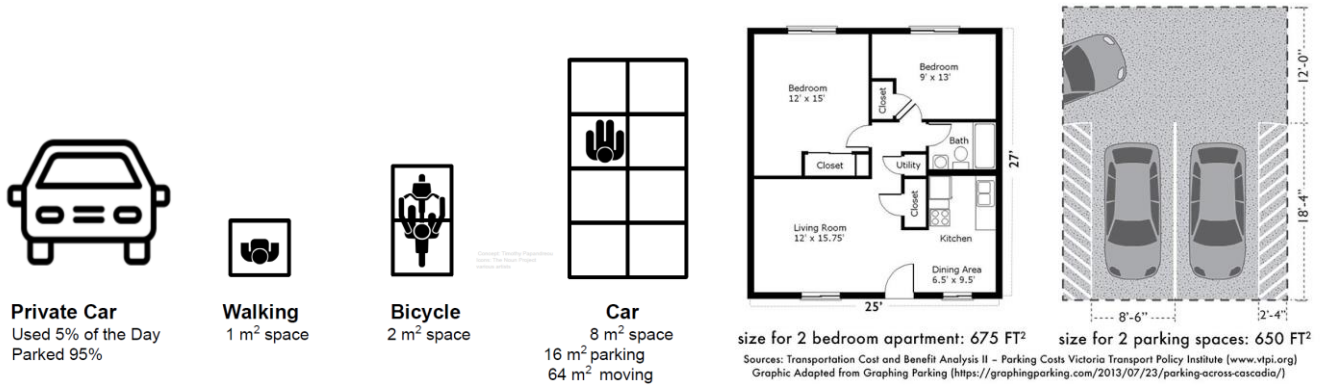 Private Car
Used 5% of the Day
Parked 95%
Walking
1 m² space
Bicycle
2 m² space
Car
8 m² space
16 m² parking
64 m² moving
Bedroom
12' x 15'
Bedroom
9' x 13'
Closet
Bath
Closet
Utility
Closet
Living Room
12' x 15.75'
Kitchen
Dining Area
6.5' x 9.5'
27'
25'
size for 2 bedroom apartment: 675 FT²
12'-0"
18'-4"
8'-6"
2'-4"
size for 2 parking spaces: 650 FT²
Sources: Transportation Cost and Benefit Analysis II – Parking Costs Victoria Transport Policy Institute (www.vtpi.org)
Graphic Adapted from Graphing Parking (https://graphingparking.com/2013/07/23/parking-across-cascadia/)